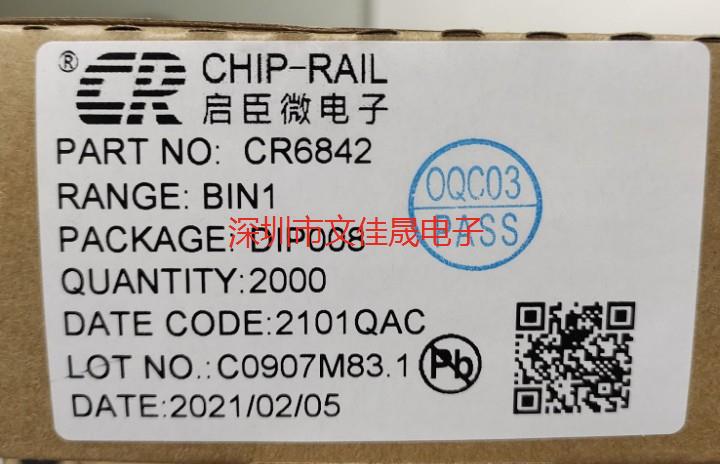 ® CR CHIP-RAIL
启臣微电子
PART NO: CR6842
RANGE: BIN1
OQC03
PASS
PACKAGE: DIP008
深圳市文佳晟电子
QUANTITY:2000
DATE CODE:2101QAC
LOT NO.:C0907M83.1 Pb
DATE:2021/02/05